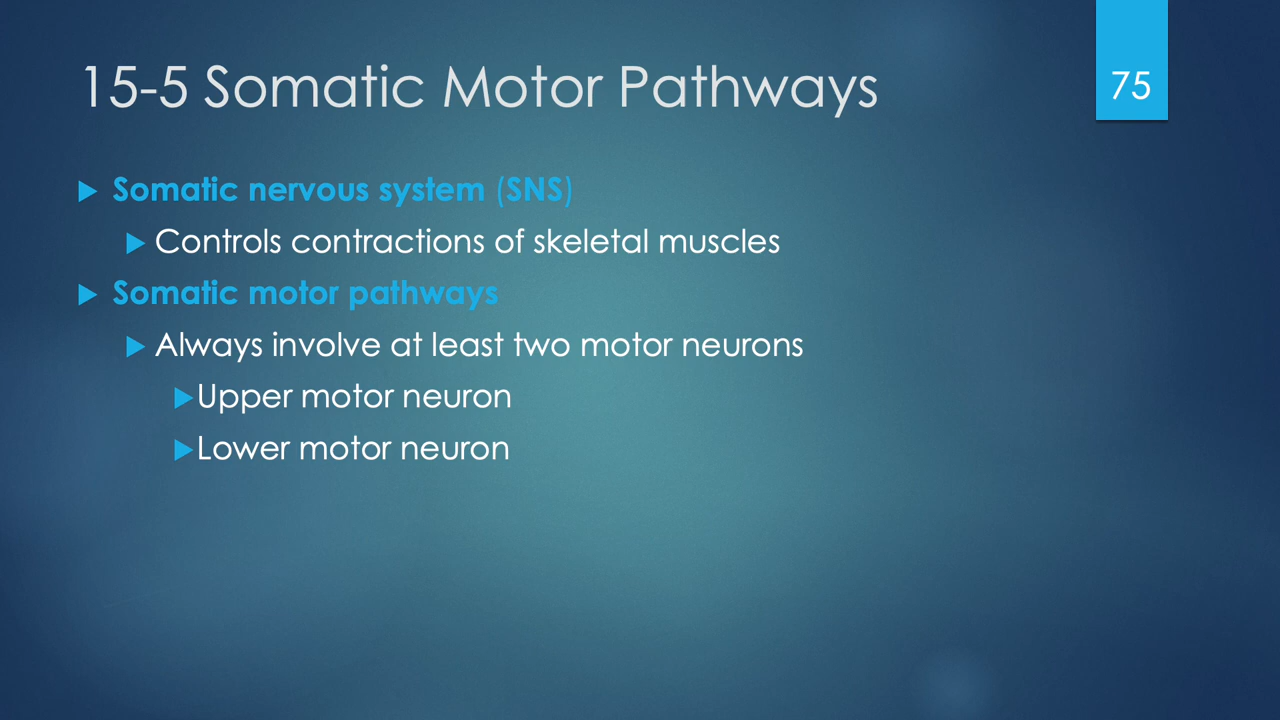 15-5 Somatic Motor Pathways
75
Somatic nervous system (SNS)
Controls contractions of skeletal muscles
Somatic motor pathways
Always involve at least two motor neurons
Upper motor neuron
Lower motor neuron